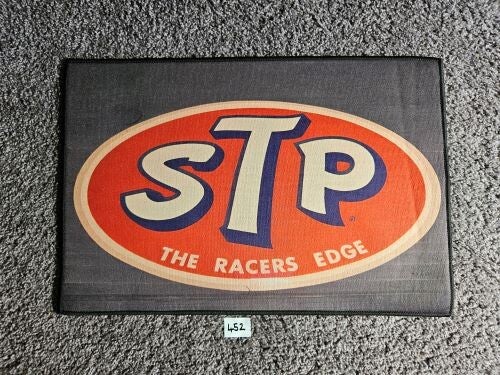 STP
THE RACERS EDGE
452